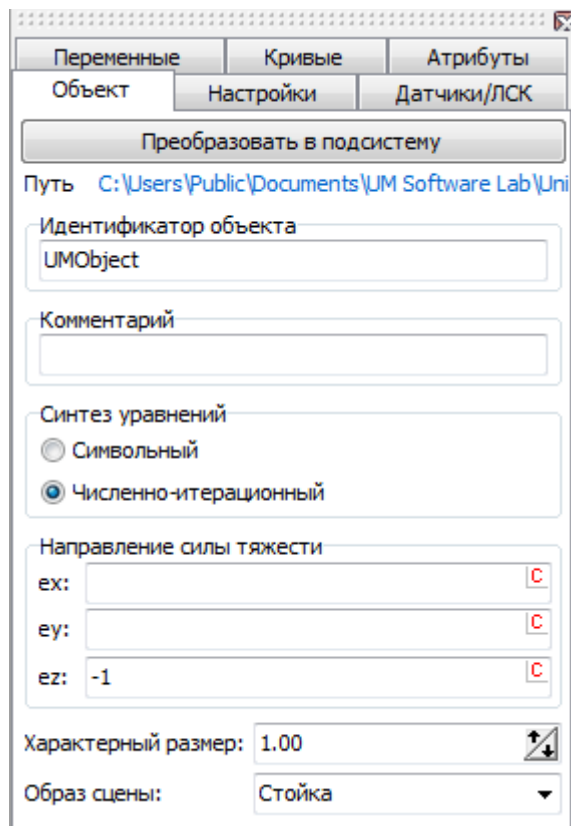 Переменные Кривые Атрибуты
Объект Настройки Датчики/ЛСК
Преобразовать в подсистему
Путь C:\Users\Public\Documents\UM Software Lab\Uni
Идентификатор объекта
UMObject
Комментарий
Синтез уравнений
Символьный
Численно-итерационный
Направление силы тяжести
ex: C
ey: C
ez: -1 C
Характерный размер: 1.00
Образ сцены: Стойка